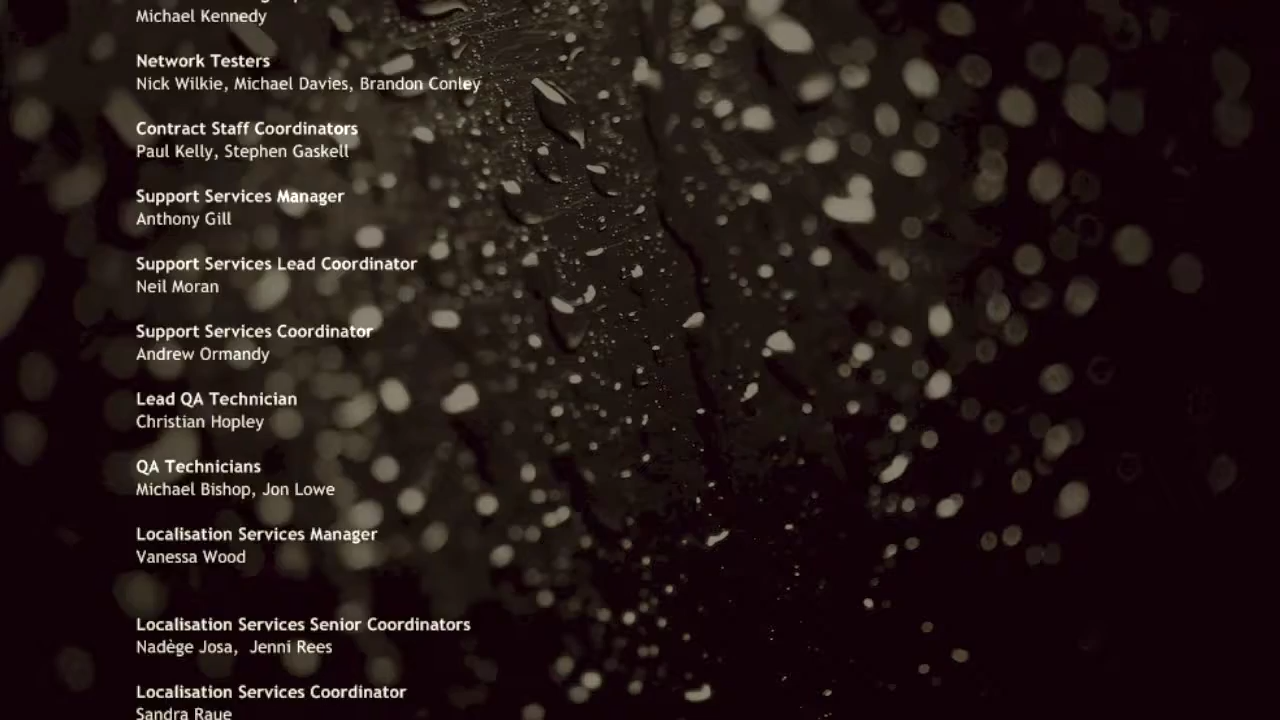 Michael Kennedy
Network Testers
Nick Wilkie, Michael Davies, Brandon Conley
Contract Staff Coordinators
Paul Kelly, Stephen Gaskell
Support Services Manager
Anthony Gill
Support Services Lead Coordinator
Neil Moran
Support Services Coordinator
Andrew Ormandy
Lead QA Technician
Christian Hopley
QA Technicians
Michael Bishop, Jon Lowe
Localisation Services Manager
Vanessa Wood
Localisation Services Senior Coordinators
Nadège Josa,  Jenni Rees
Localisation Services Coordinator
Sandra Raue